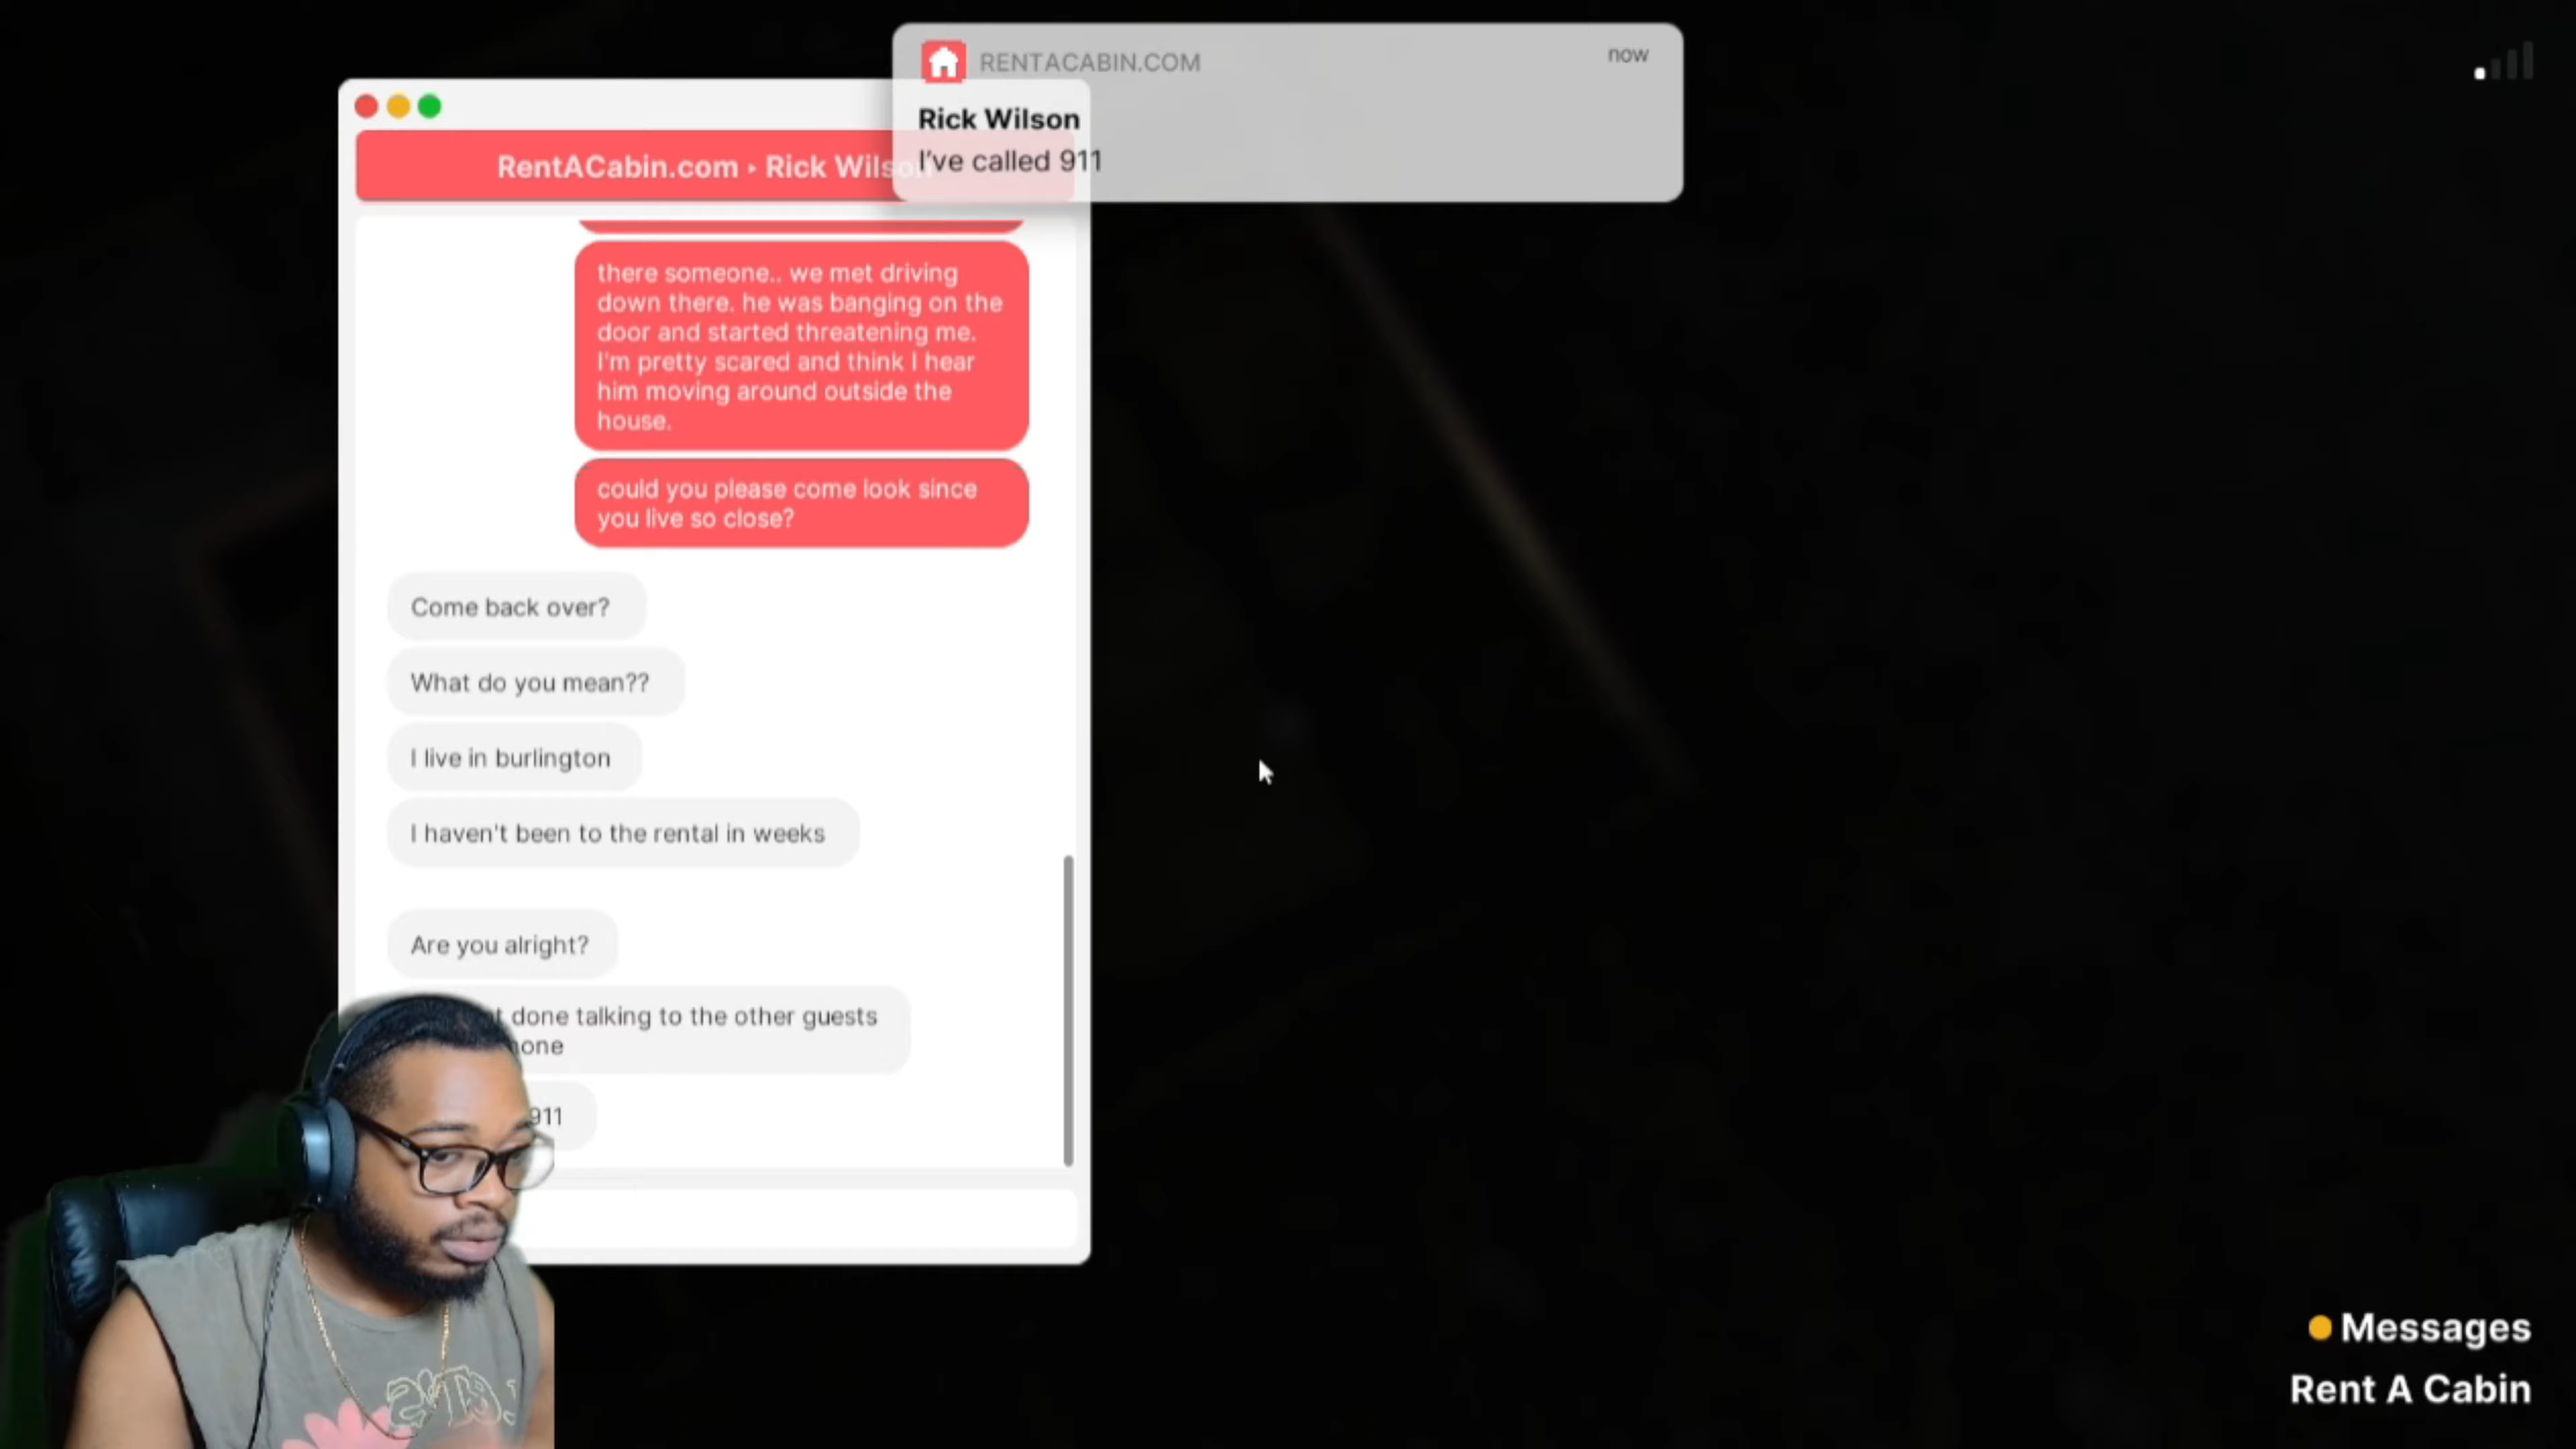 RENTACABIN.COM
now
Rick Wilson
I've called 911
RentACabin.com ▸ Rick Wilson
there someone.. we met driving
down there. he was banging on the
door and started threatening me.
I'm pretty scared and think I hear
him moving around outside the
house.
could you please come look since
you live so close?
Come back over?
What do you mean??
I live in burlington
I haven't been to the rental in weeks
Are you alright?
done talking to the other guests
911
Messages
Rent A Cabin